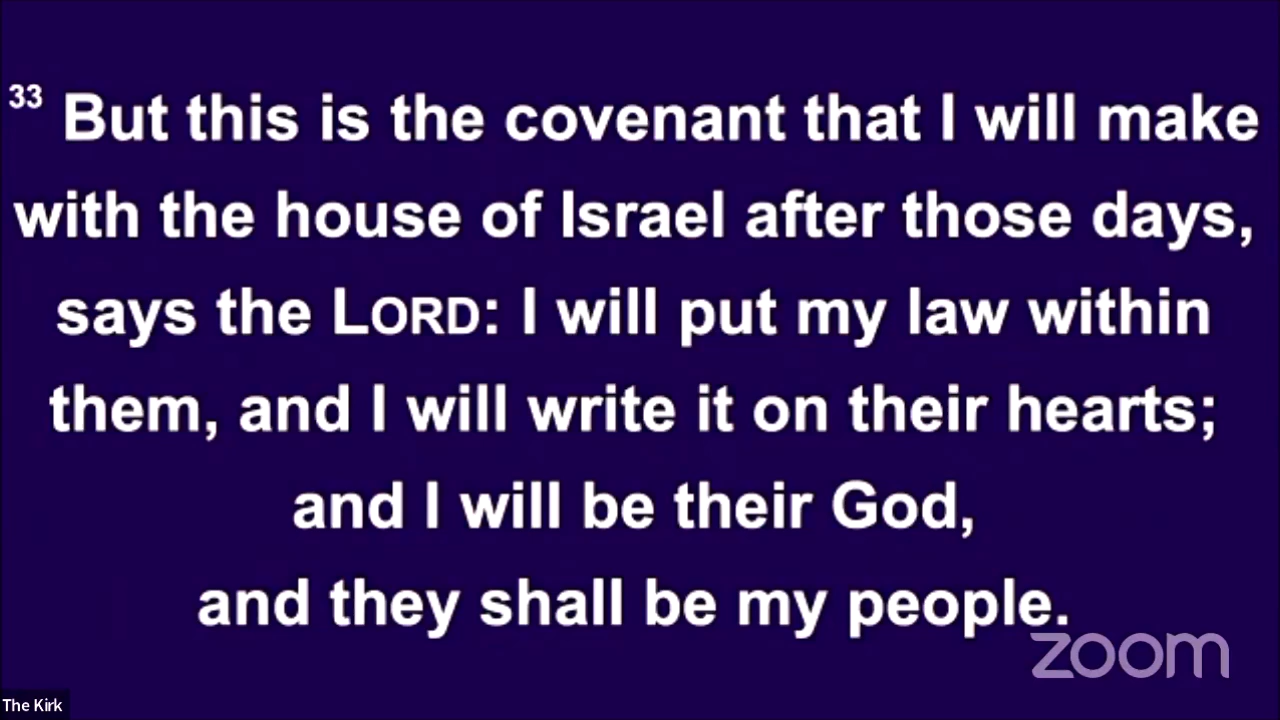 33 But this is the covenant that I will make
with the house of Israel after those days,
says the LORD: I will put my law within
them, and I will write it on their hearts;
and I will be their God,
and they shall be my people.
zoom
The Kirk